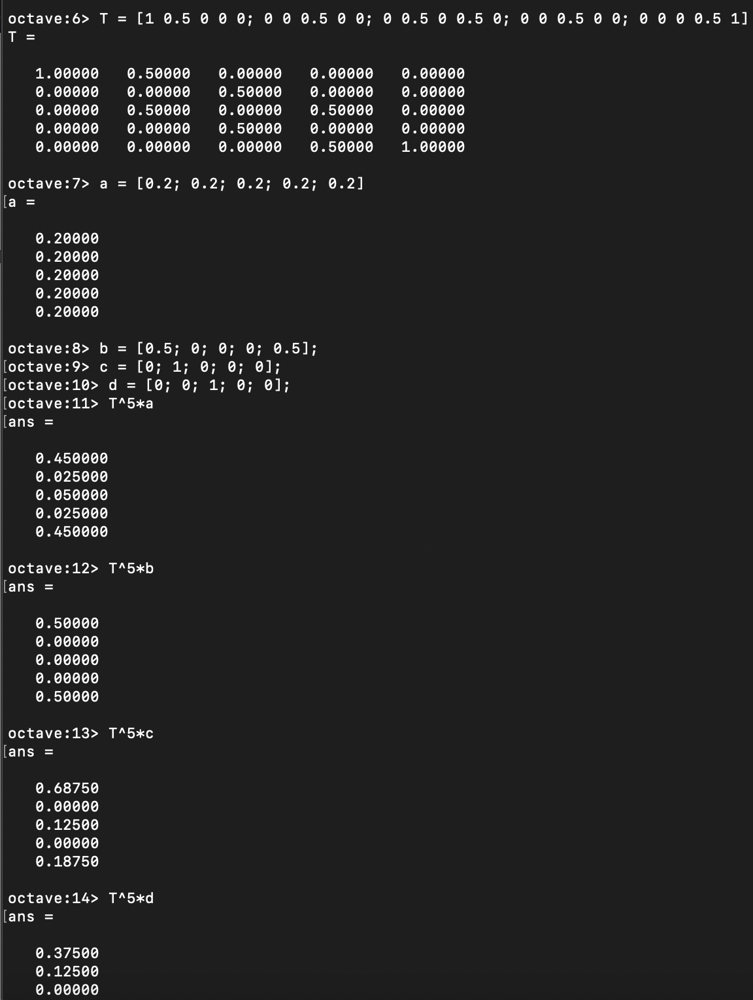 octave:6> T = [1 0.5 0 0 0; 0 0 0.5 0 0; 0 0.5 0 0.5 0; 0 0 0.5 0 0; 0 0 0 0.5 1]
T =
1.00000 0.50000 0.00000 0.00000 0.00000
0.00000 0.00000 0.50000 0.00000 0.00000
0.00000 0.50000 0.00000 0.50000 0.00000
0.00000 0.00000 0.50000 0.00000 0.00000
0.00000 0.00000 0.00000 0.50000 1.00000
octave:7> a = [0.2; 0.2; 0.2; 0.2; 0.2]
[a =
0.20000
0.20000
0.20000
0.20000
0.20000
octave:8> b = [0.5; 0; 0; 0; 0.5];
[octave:9> c = [0; 1; 0; 0; 0];
[octave:10> d = [0; 0; 1; 0; 0];
[octave:11> T^5*a
[ans =
0.450000
0.025000
0.050000
0.025000
0.450000
octave:12> T^5*b
[ans =
0.50000
0.00000
0.00000
0.00000
0.50000
octave:13> T^5*c
[ans =
0.68750
0.00000
0.12500
0.00000
0.18750
octave:14> T^5*d
[ans =
0.37500
0.12500
0.00000